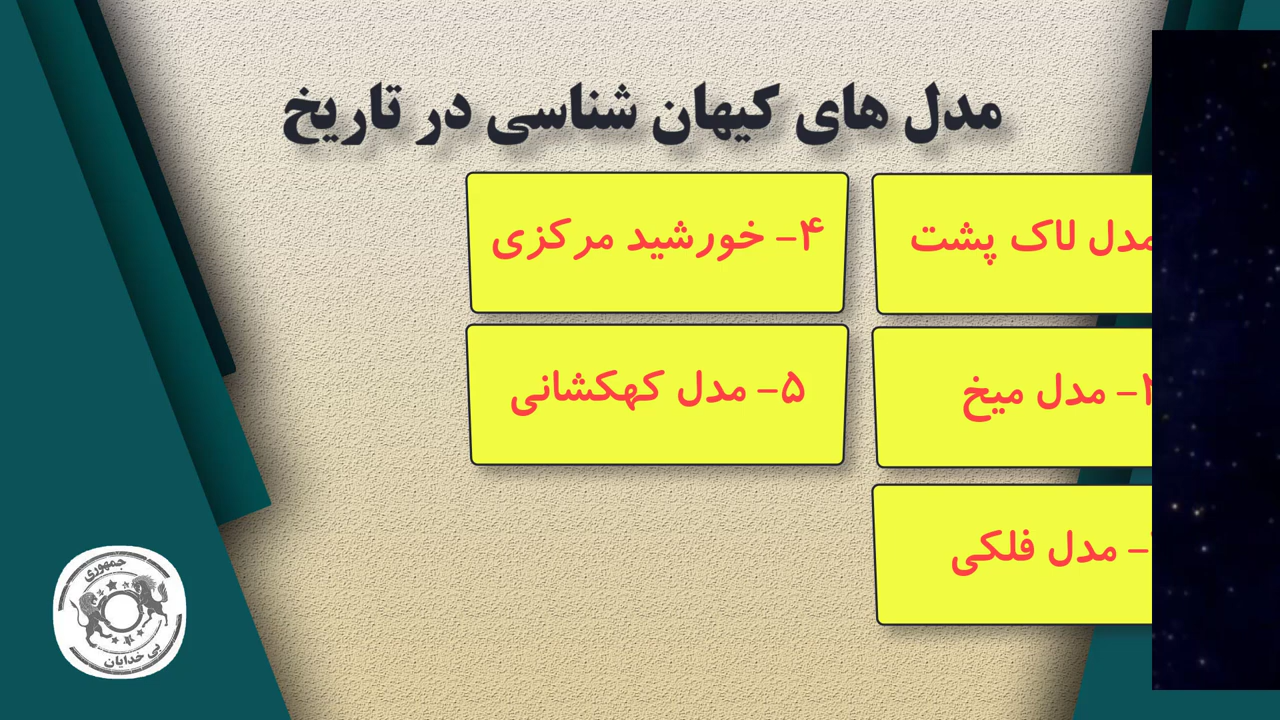 مدل های کیهان شناسی در تاریخ
مدل لاک پشت
- مدل میخ
- مدل فلکی
۴- خورشید مرکزی
۵- مدل کهکشانی
جمهوری
بی خدایان